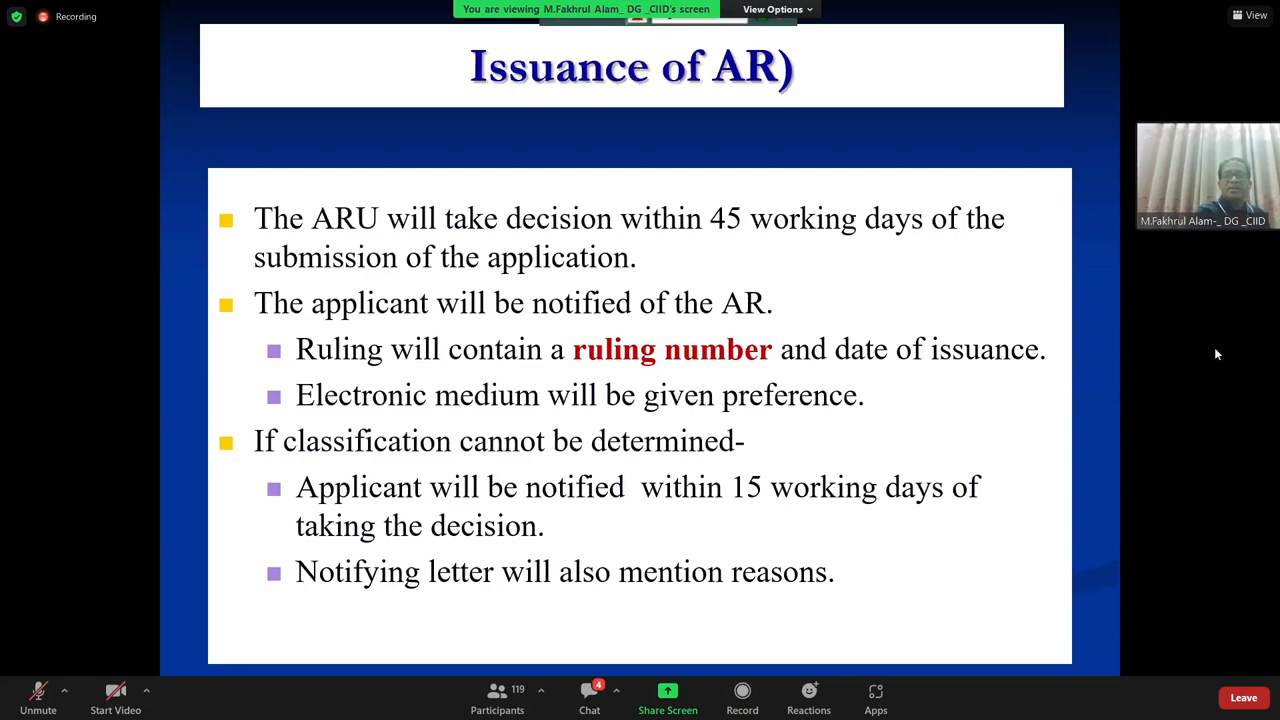 Recording
You are viewing M.Fakhrul Alam_ DG _CIID's screen
View Options
View
Issuance of AR)
The ARU will take decision within 45 working days of the
submission of the application.
The applicant will be notified of the AR.
Ruling will contain a ruling number and date of issuance.
Electronic medium will be given preference.
If classification cannot be determined-
Applicant will be notified within 15 working days of
taking the decision.
Notifying letter will also mention reasons.
M.Fakhrul Alam-_ DG _CIID
Unmute
Start Video
Participants
119
Chat
4
Share Screen
Record
Reactions
Apps
Leave